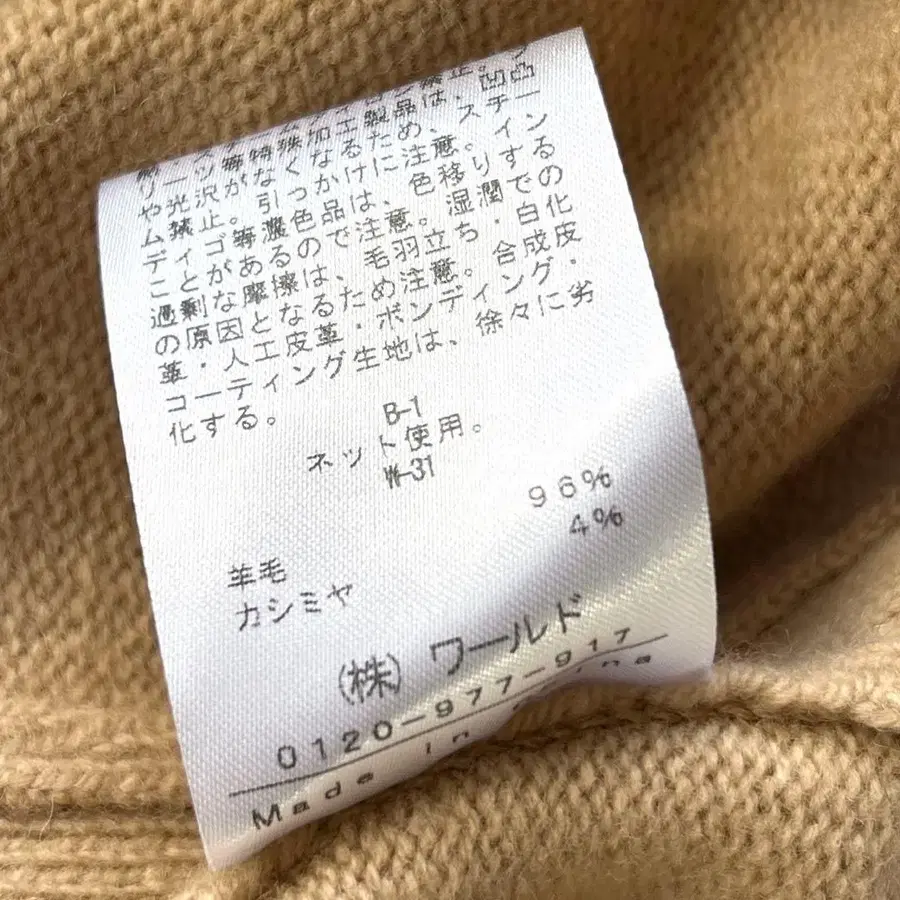 リーツ等特殊加工製品は、凹凸
や光沢がなくなるため、スチー
ム禁止。引っかけに注意。イン
ディゴ等濃色品は、色移りする
ことがあるので注意。湿潤での
過剰な摩擦は、毛羽立ち・白化
の原因となるため注意。合成皮
革・人工皮革・ボンディング・
コーティング生地は、徐々に劣
化する。
B-1
ネット使用。
W-31
羊毛 96%
カシミヤ 4%
(株) ワールド
0120-977-917
Made in China